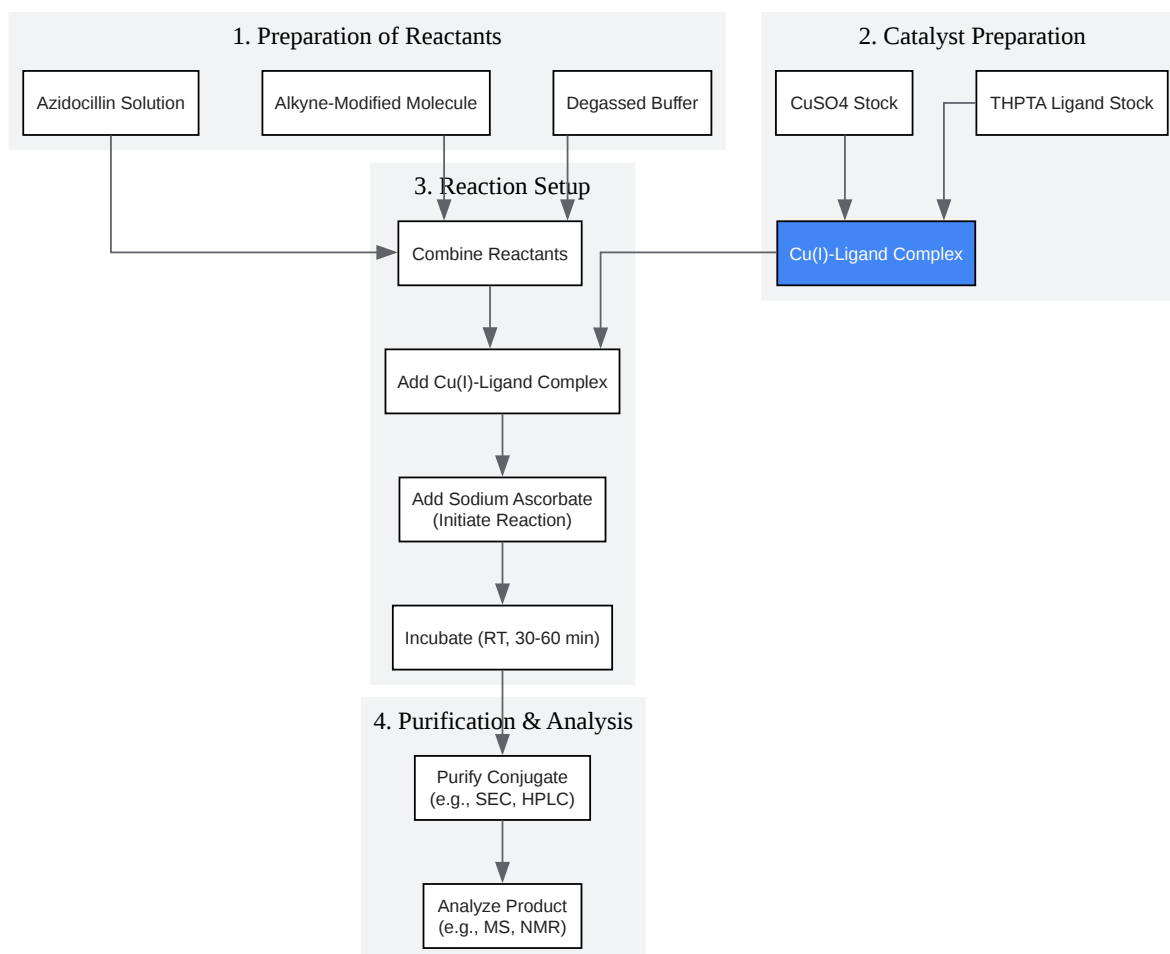 1. Preparation of Reactants
Azidocillin Solution
Alkyne-Modified Molecule
Degassed Buffer
2. Catalyst Preparation
CuSO4 Stock
THPTA Ligand Stock
Cu(I)-Ligand Complex
3. Reaction Setup
Combine Reactants
Add Cu(I)-Ligand Complex
Add Sodium Ascorbate
(Initiate Reaction)
Incubate (RT, 30-60 min)
4. Purification & Analysis
Purify Conjugate
(e.g., SEC, HPLC)
Analyze Product
(e.g., MS, NMR)